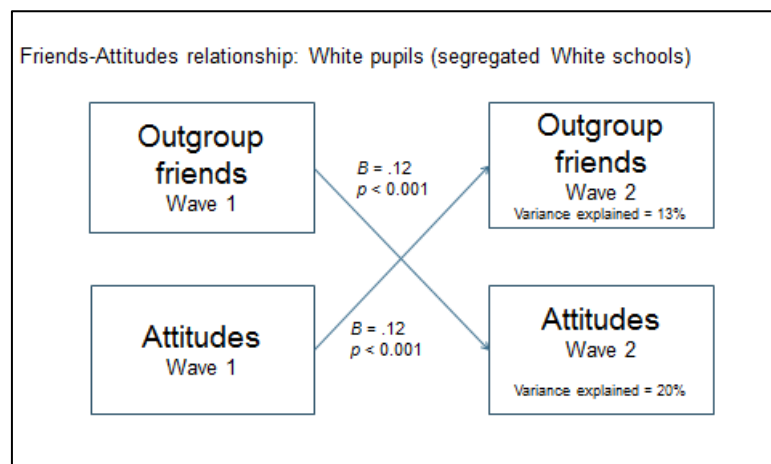 Friends-Attitudes relationship: White pupils (segregated White schools)
Outgroup
friends
Wave 1
B = .12
p < 0.001
Outgroup
friends
Wave 2
Variance explained = 13%
Attitudes
Wave 1
B = .12
p < 0.001
Attitudes
Wave 2
Variance explained = 20%